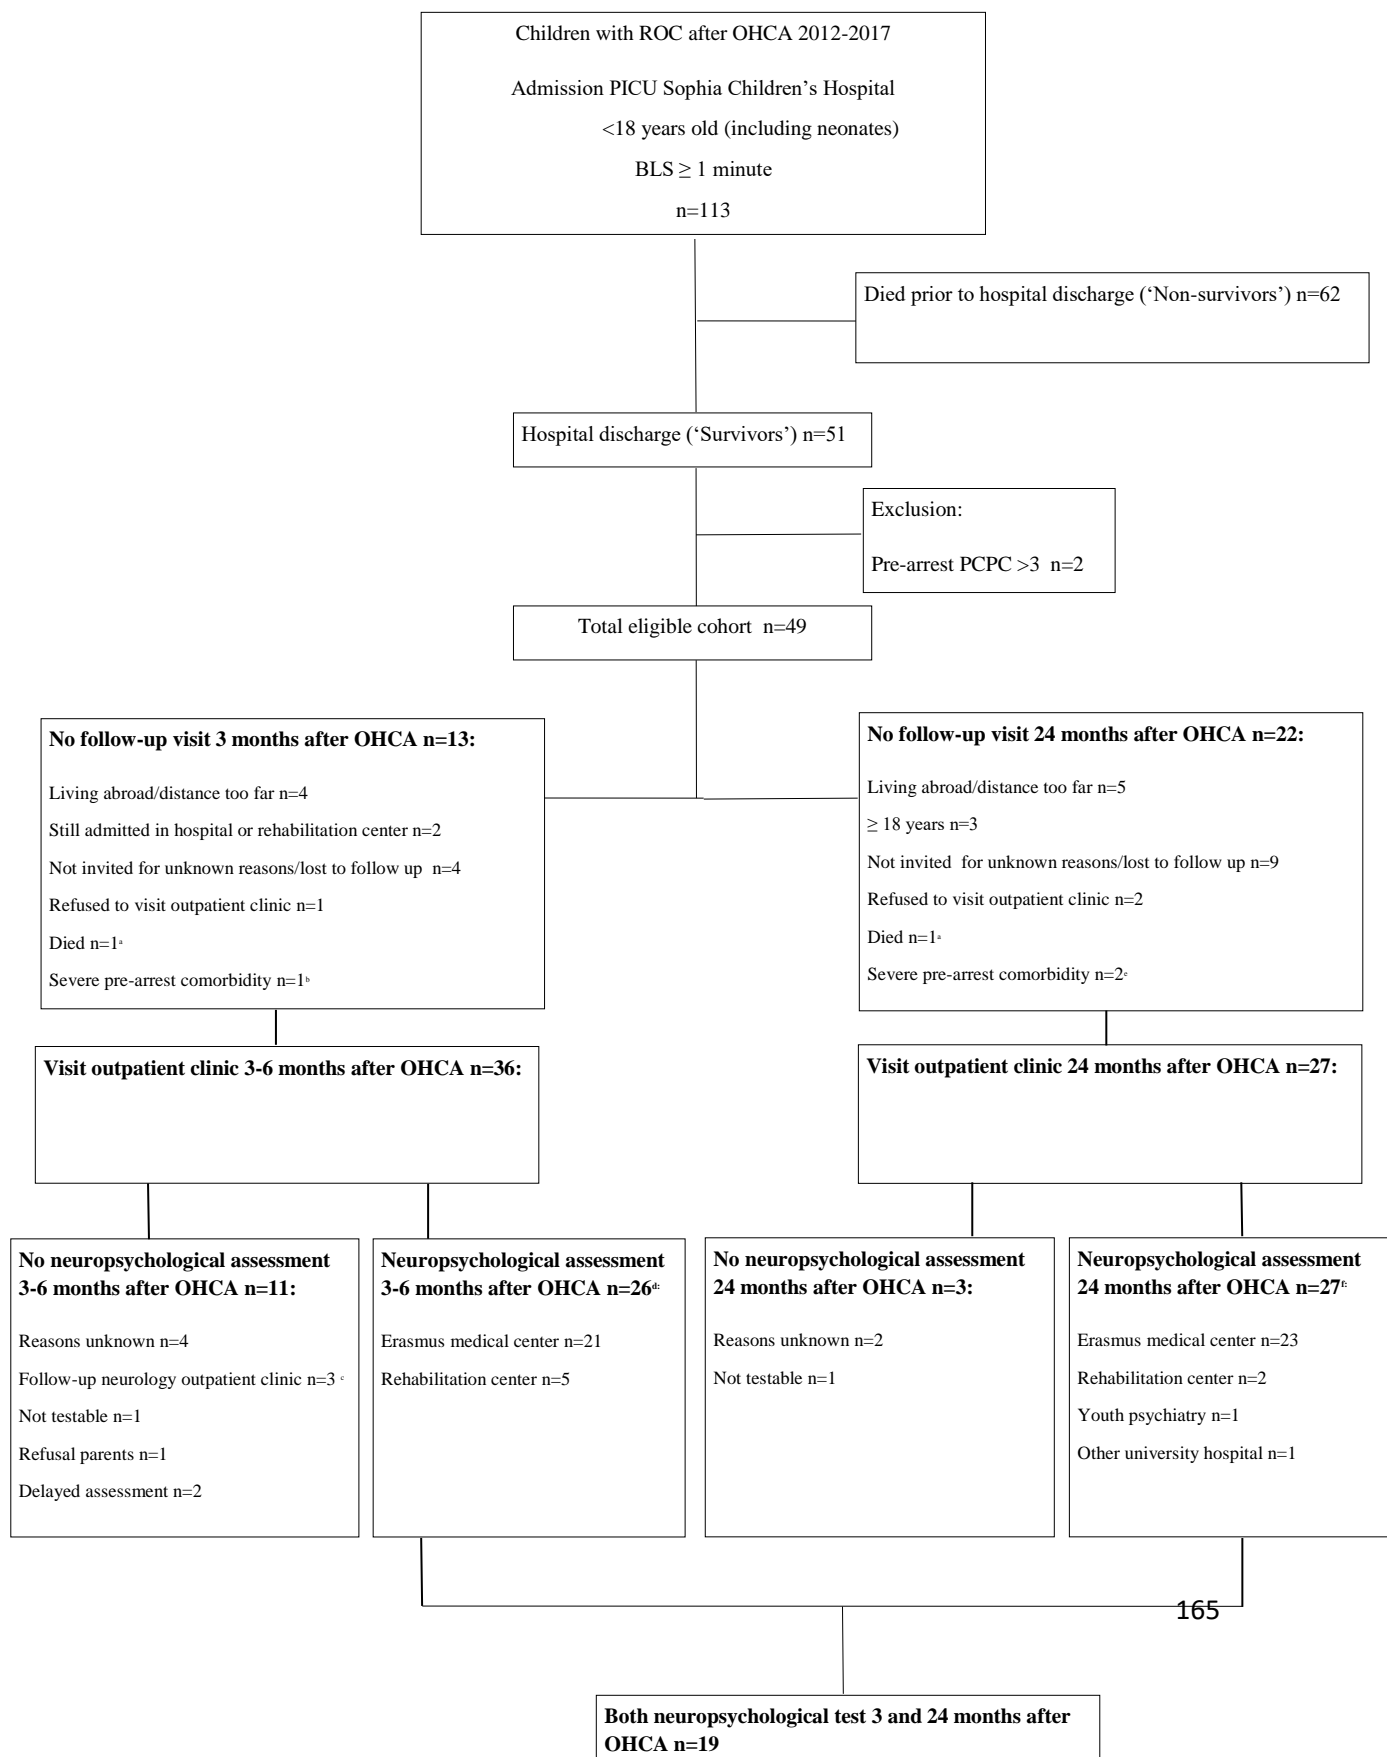 Children with ROC after OHCA 2012-2017
Admission PICU Sophia Children's Hospital
<18 years old (including neonates)
BLS ≥ 1 minute
n=113
Died prior to hospital discharge (‘Non-survivors’) n=62
Hospital discharge (‘Survivors’) n=51
Exclusion:
Pre-arrest PCPC >3 n=2
Total eligible cohort n=49
No follow-up visit 3 months after OHCA n=13:
Living abroad/distance too far n=4
Still admitted in hospital or rehabilitation center n=2
Not invited for unknown reasons/lost to follow up n=4
Refused to visit outpatient clinic n=1
Died n=1ᵃ
Severe pre-arrest comorbidity n=1ᵇ
No follow-up visit 24 months after OHCA n=22:
Living abroad/distance too far n=5
≥ 18 years n=3
Not invited for unknown reasons/lost to follow up n=9
Refused to visit outpatient clinic n=2
Died n=1ᵃ
Severe pre-arrest comorbidity n=2ᵉ
Visit outpatient clinic 3-6 months after OHCA n=36:
Visit outpatient clinic 24 months after OHCA n=27:
No neuropsychological assessment
3-6 months after OHCA n=11:
Reasons unknown n=4
Follow-up neurology outpatient clinic n=3 ᶜ
Not testable n=1
Refusal parents n=1
Delayed assessment n=2
Neuropsychological assessment
3-6 months after OHCA n=26ᵈ:
Erasmus medical center n=21
Rehabilitation center n=5
No neuropsychological assessment
24 months after OHCA n=3:
Reasons unknown n=2
Not testable n=1
Neuropsychological assessment
24 months after OHCA n=27ᶠ:
Erasmus medical center n=23
Rehabilitation center n=2
Youth psychiatry n=1
Other university hospital n=1
165
Both neuropsychological test 3 and 24 months after
OHCA n=19